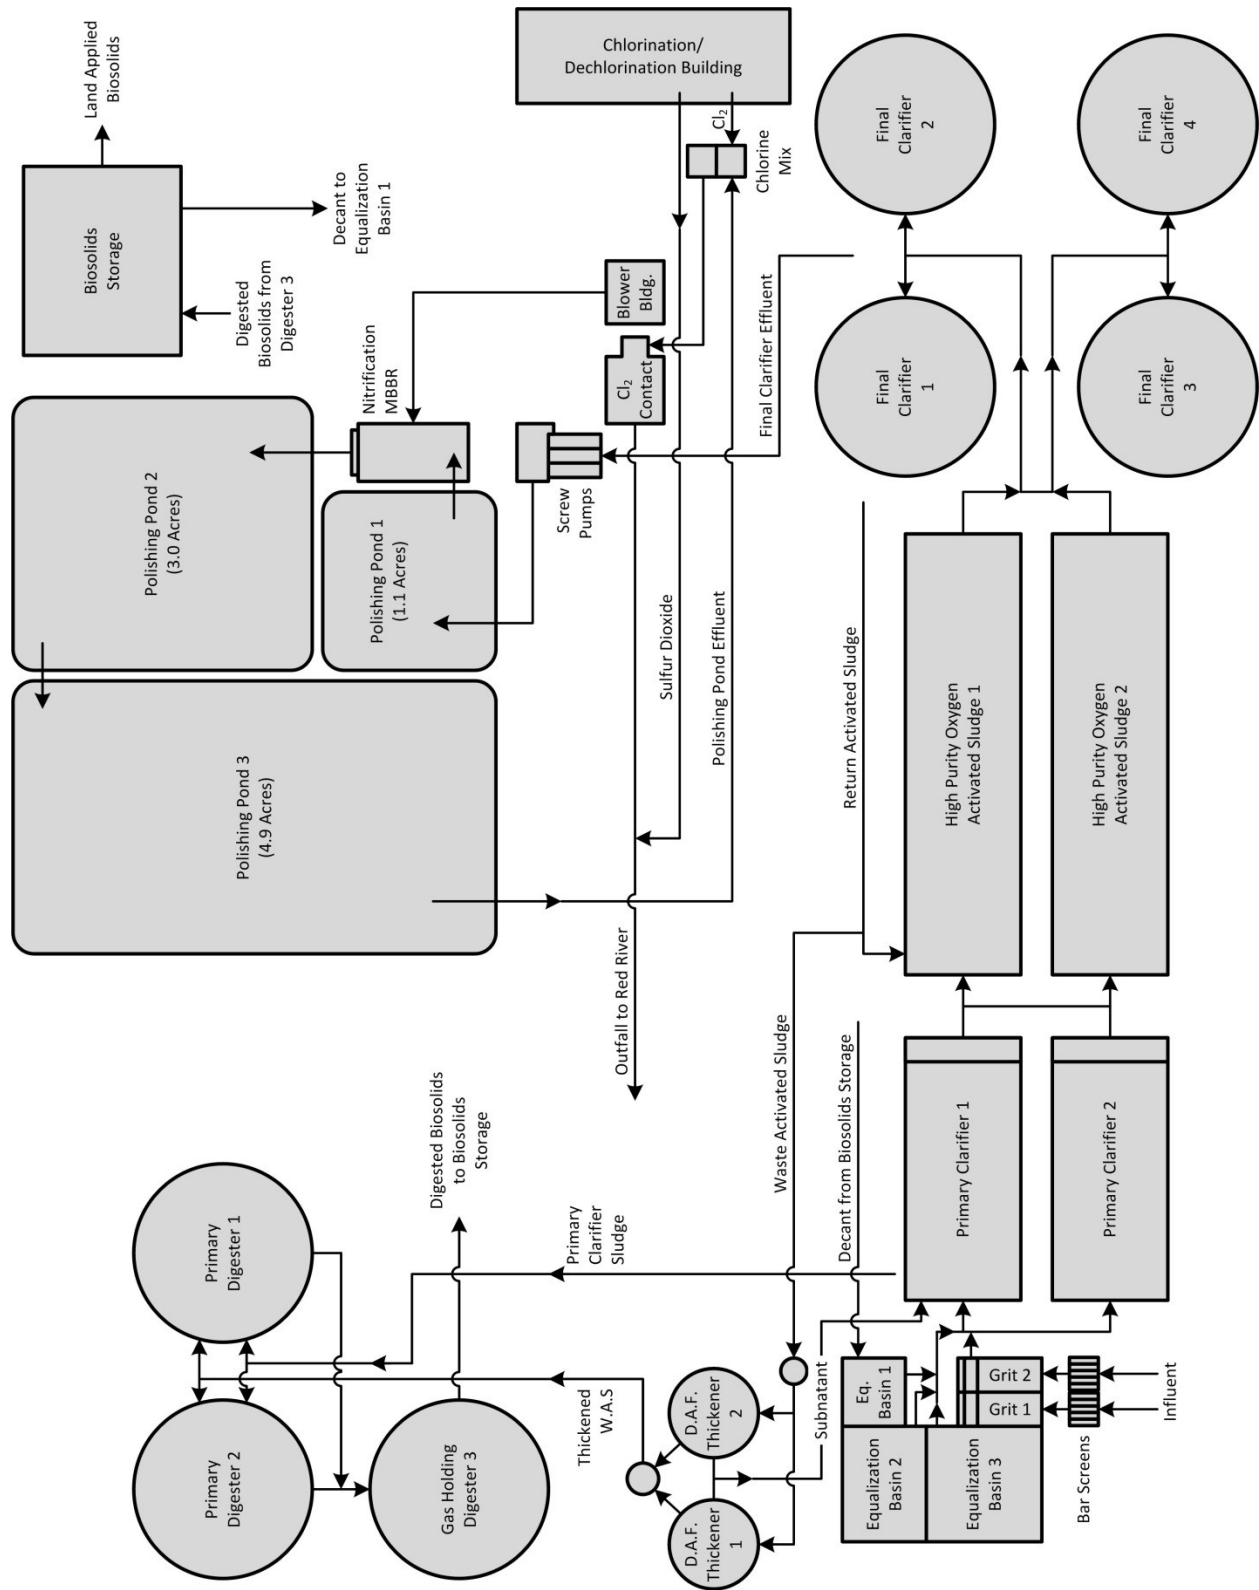 Land Applied
Biosolids
Biosolids
Storage
Decant to
Equalization
Basin 1
Digested
Biosolids from
Digester 3
Chlorination/
Dechlorination Building
Cl₂
Chlorine
Mix
Blower
Bldg.
Nitrification
MBBR
Cl₂
Contact
Screw
Pumps
Polishing Pond 2
(3.0 Acres)
Polishing Pond 1
(1.1 Acres)
Polishing Pond 3
(4.9 Acres)
Sulfur Dioxide
Polishing Pond Effluent
Final Clarifier Effluent
Final
Clarifier
2
Final
Clarifier
4
Final
Clarifier
1
Final
Clarifier
3
Return Activated Sludge
High Purity Oxygen
Activated Sludge 1
High Purity Oxygen
Activated Sludge 2
Outfall to Red River
Waste Activated Sludge
Decant from Biosolids Storage
Primary Clarifier 1
Primary Clarifier 2
Digested Biosolids
to Biosolids
Storage
Primary
Clarifier
Sludge
Primary
Digester 1
Primary
Digester 2
Gas Holding
Digester 3
Thickened
W.A.S
D.A.F.
Thickener
2
D.A.F.
Thickener
1
Subnatant
Eq.
Basin 1
Equalization
Basin 2
Equalization
Basin 3
Grit 2
Grit 1
Bar Screens
Influent